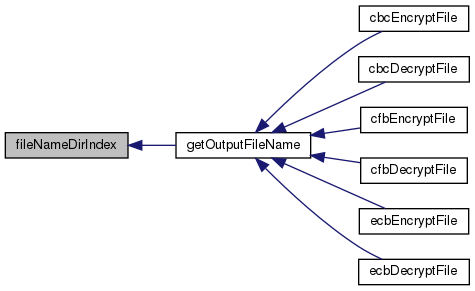 cbcEncryptFile
cbcDecryptFile
cfbEncryptFile
fileNameDirIndex
getOutputFileName
cfbDecryptFile
ecbEncryptFile
ecbDecryptFile